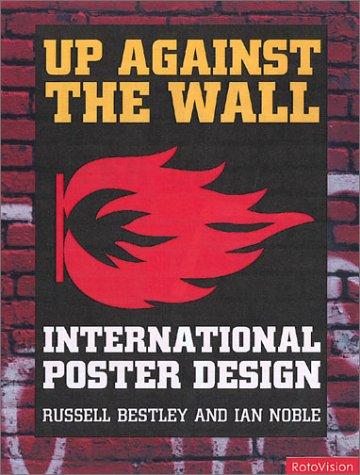 UP AGAINST
THE WALL
INTERNATIONAL
POSTER DESIGN
RUSSELL BESTLEY AND IAN NOBLE
RotoVision